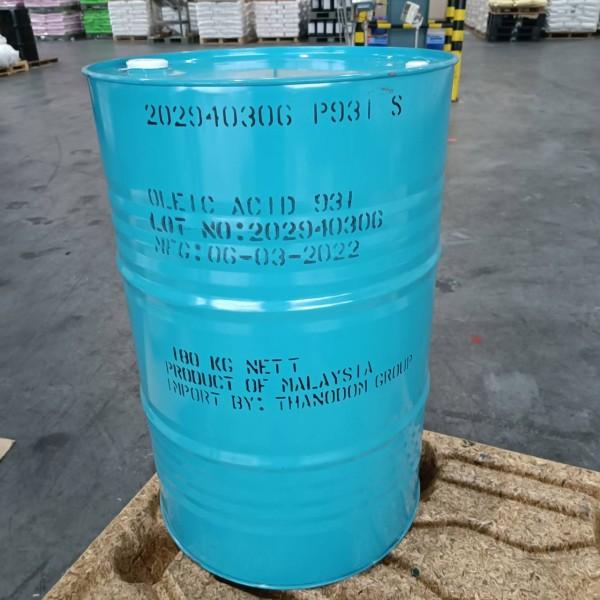 202940306 P931 S
OLEIC ACID 931
LOT NO:202940306
MFG:06-03-2022
180 KG NETT
PRODUCT OF MALAYSIA
IMPORT BY: THANODOM GROUP